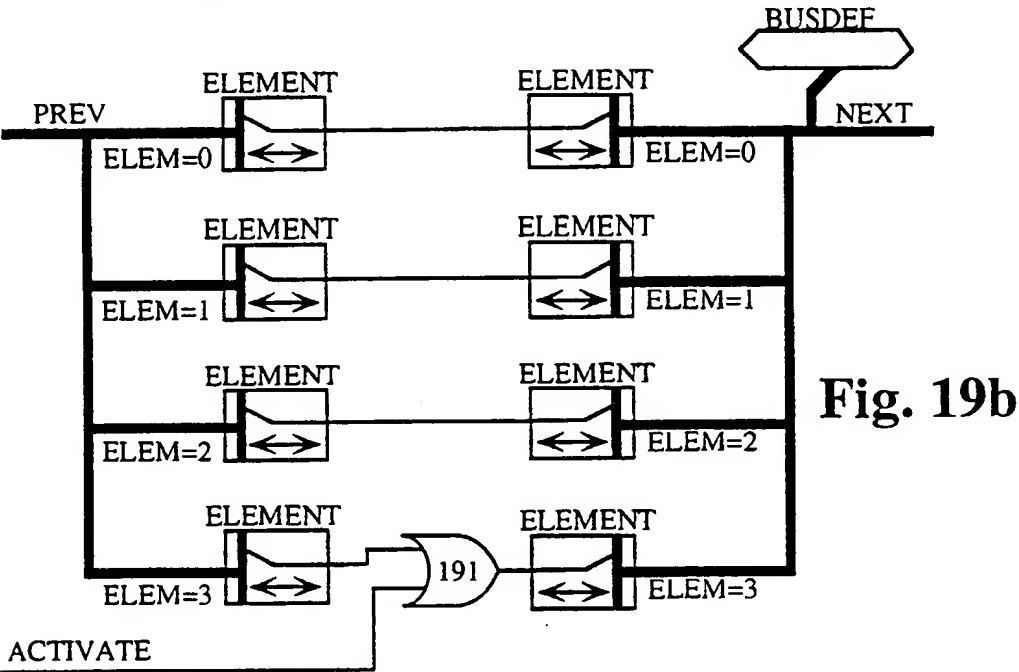 BUSDEF
ELEMENT ELEMENT
PREV NEXT
ELEM=0 ELEM=0
ELEMENT ELEMENT
ELEM=1 ELEM=1
ELEMENT ELEMENT
Fig. 19b
ELEM=2 ELEM=2
ELEMENT ELEMENT
191
ELEM=3 ELEM=3
ACTIVATE